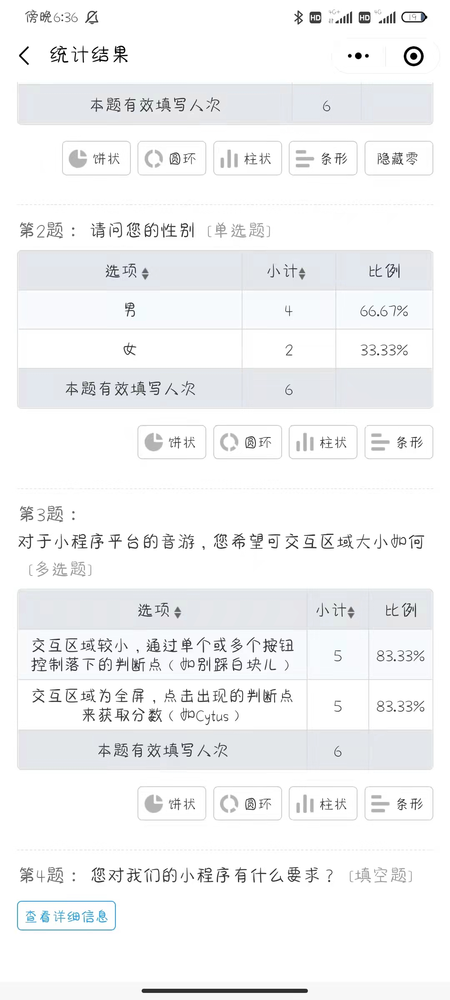 傍晚6:36
HD 4G+ HD 4G 19
统计结果
本题有效填写人次 6
饼状 圆环 柱状 条形 隐藏零
第2题： 请问您的性别 [单选题]
选项 小计 比例
男 4 66.67%
女 2 33.33%
本题有效填写人次 6
饼状 圆环 柱状 条形
第3题：
对于小程序平台的音游，您希望可交互区域大小如何
[多选题]
选项 小计 比例
交互区域较小，通过单个或多个按钮
控制落下的判断点（如别踩白块儿） 5 83.33%
交互区域为全屏，点击出现的判断点
来获取分数（如Cytus） 5 83.33%
本题有效填写人次 6
饼状 圆环 柱状 条形
第4题： 您对我们的小程序有什么要求？ [填空题]
查看详细信息